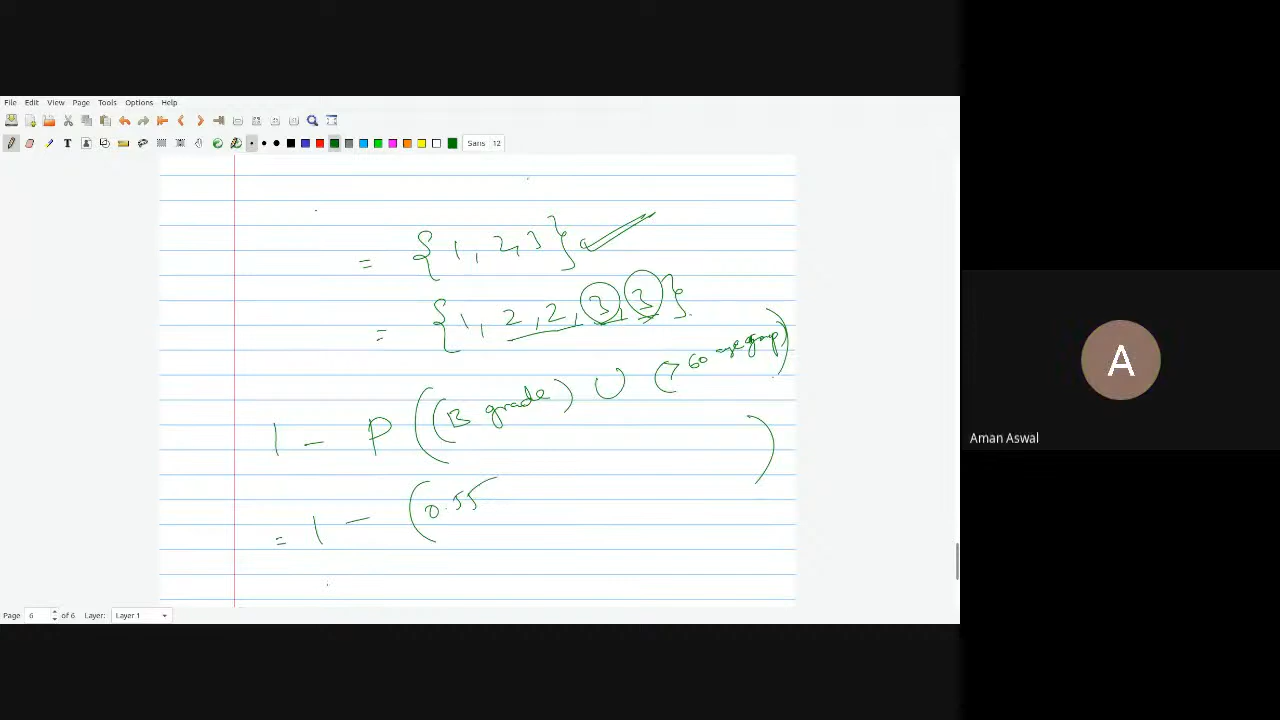 File Edit View Page Tools Options Help
Sans 12
= {1, 2, 3}
= {1, 2, 2, 3, 3}
1 - P ((B grade) ∪ (> 60 age group))
= 1 - (0.55
Page 6 of 6 Layer: Layer 1
A
Aman Aswal